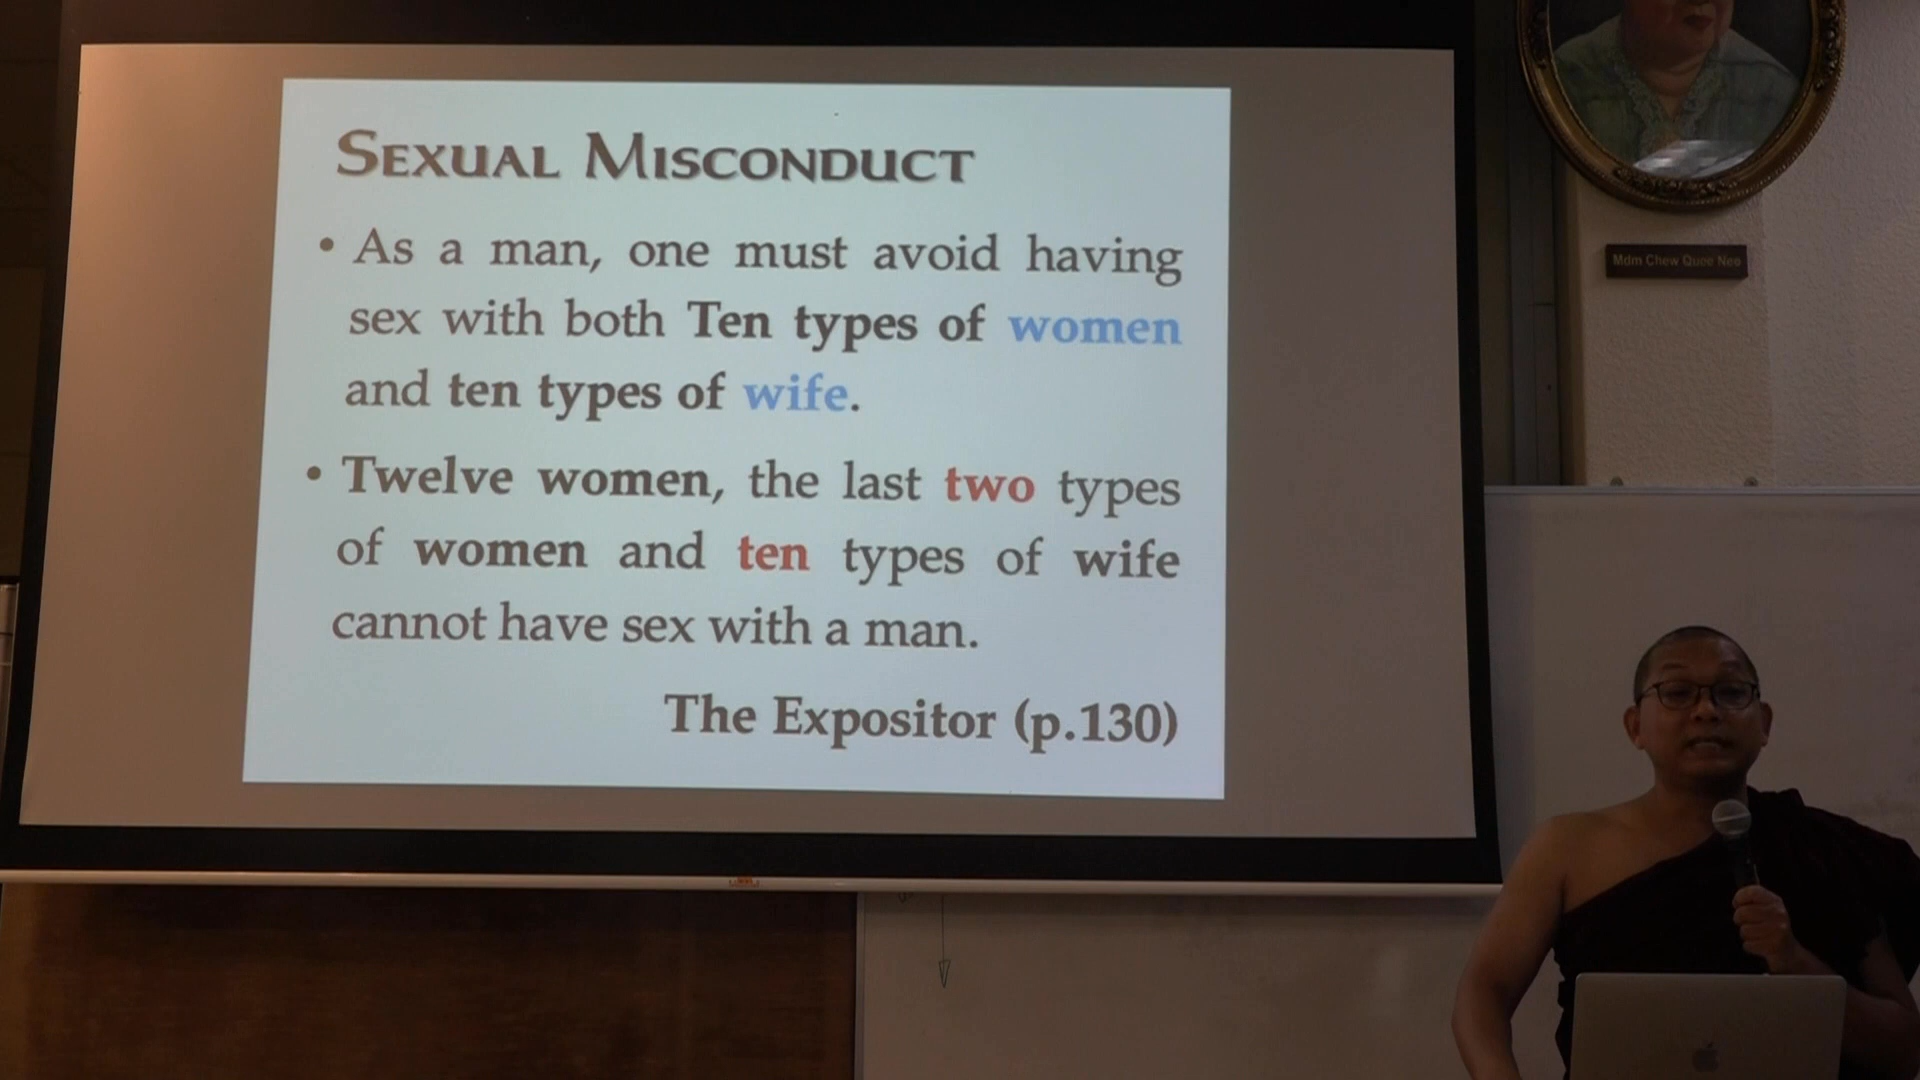 SEXUAL MISCONDUCT
• As a man, one must avoid having
sex with both Ten types of women
and ten types of wife.
• Twelve women, the last two types
of women and ten types of wife
cannot have sex with a man.
The Expositor (p.130)
Mdm Chew Quee Neo